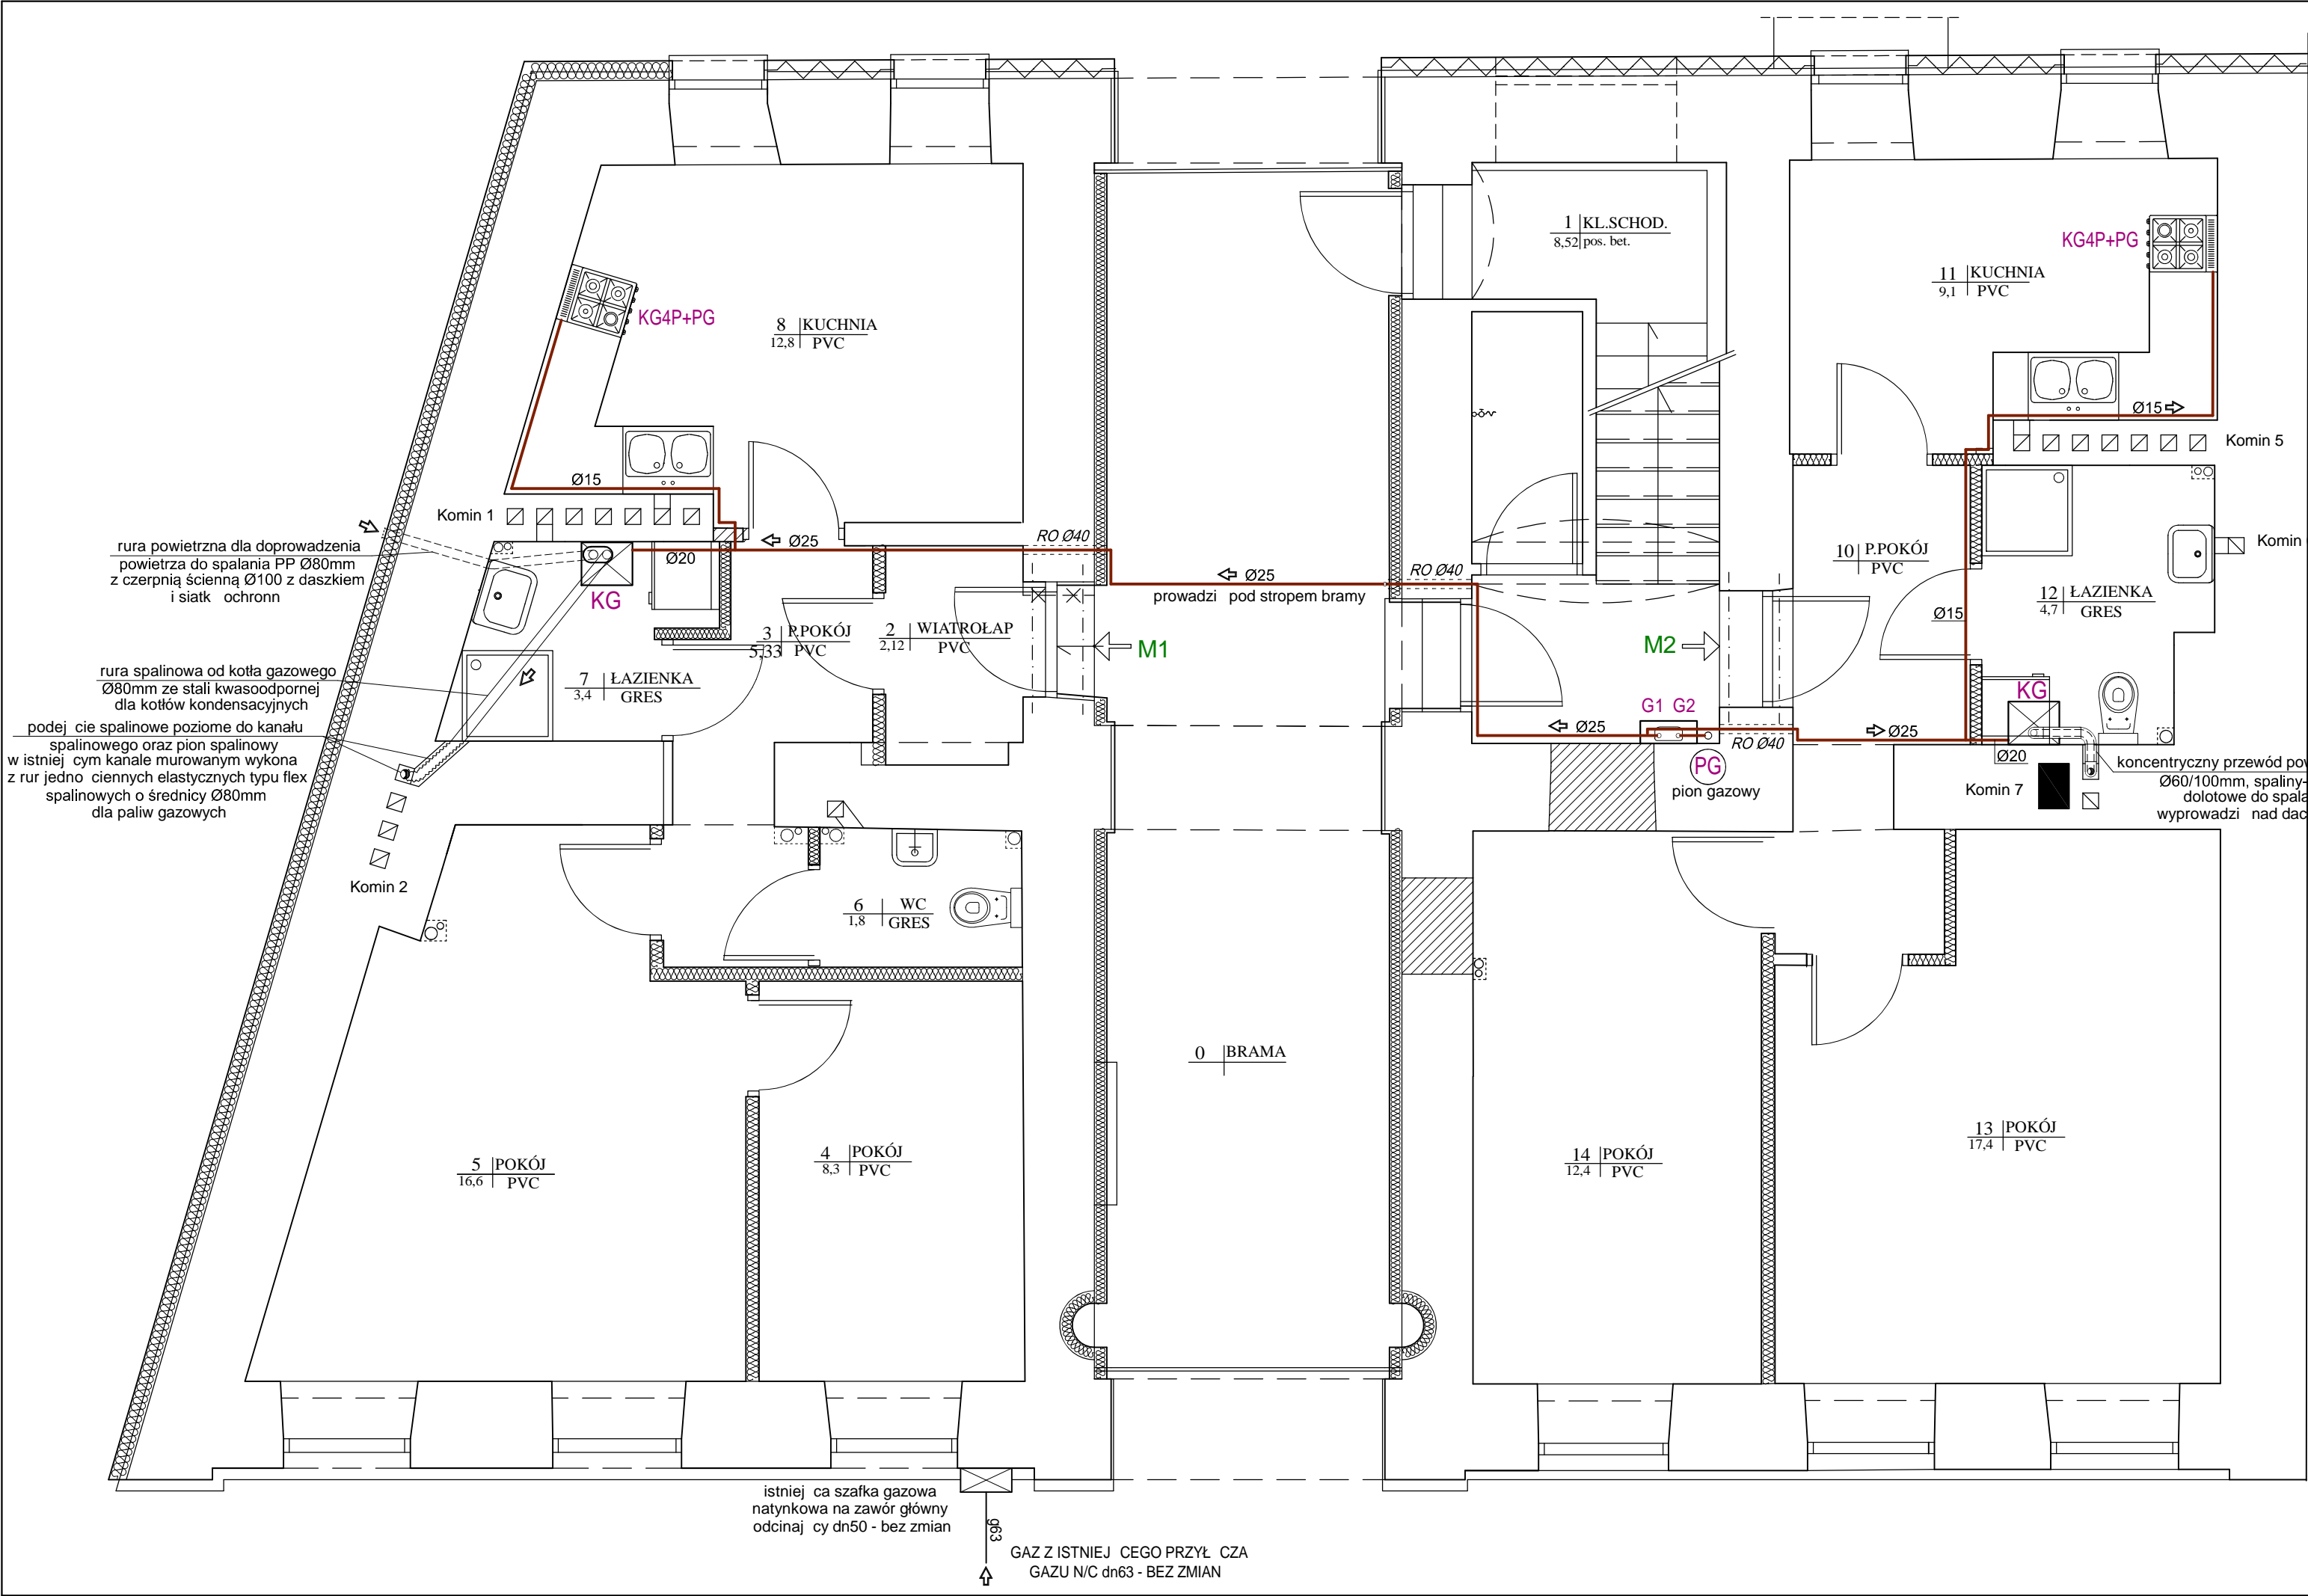 1 KL.SCHOD.
8,52 pos. bet.
KG4P+PG
11 KUCHNIA
9,1 PVC
KG4P+PG
8 KUCHNIA
12,8 PVC
Ø15
Komin 5
Ø15
Komin 1
Ø25
RO Ø40
rura powietrzna dla doprowadzenia
powietrza do spalania PP Ø80mm
z czerpnią ścienną Ø100 z daszkiem
i siatk ochronn
Ø20
KG
Ø25
prowadzi pod stropem bramy
RO Ø40
10 P.POKÓJ
PVC
Komin
12 ŁAZIENKA
4,7 GRES
Ø15
3 P.POKÓJ
5,33 PVC
2 WIATROŁAP
2,12 PVC
M1
M2
rura spalinowa od kotła gazowego
Ø80mm ze stali kwasoodpornej
dla kotłów kondensacyjnych
7 ŁAZIENKA
3,4 GRES
KG
G1 G2
podej cie spalinowe poziome do kanału
spalinowego oraz pion spalinowy
w istniej cym kanale murowanym wykona
z rur jedno ciennych elastycznych typu flex
spalinowych o średnicy Ø80mm
dla paliw gazowych
Ø25
RO Ø40
Ø25
Ø20
PG
pion gazowy
Komin 7
koncentryczny przewód pow
Ø60/100mm, spaliny-
dolotowe do spala
wyprowadzi nad dac
Komin 2
6 WC
1,8 GRES
0 BRAMA
5 POKÓJ
16,6 PVC
4 POKÓJ
8,3 PVC
14 POKÓJ
12,4 PVC
13 POKÓJ
17,4 PVC
istniej ca szafka gazowa
natynkowa na zawór główny
odcinaj cy dn50 - bez zmian
g63
GAZ Z ISTNIEJ CEGO PRZYŁ CZA
GAZU N/C dn63 - BEZ ZMIAN